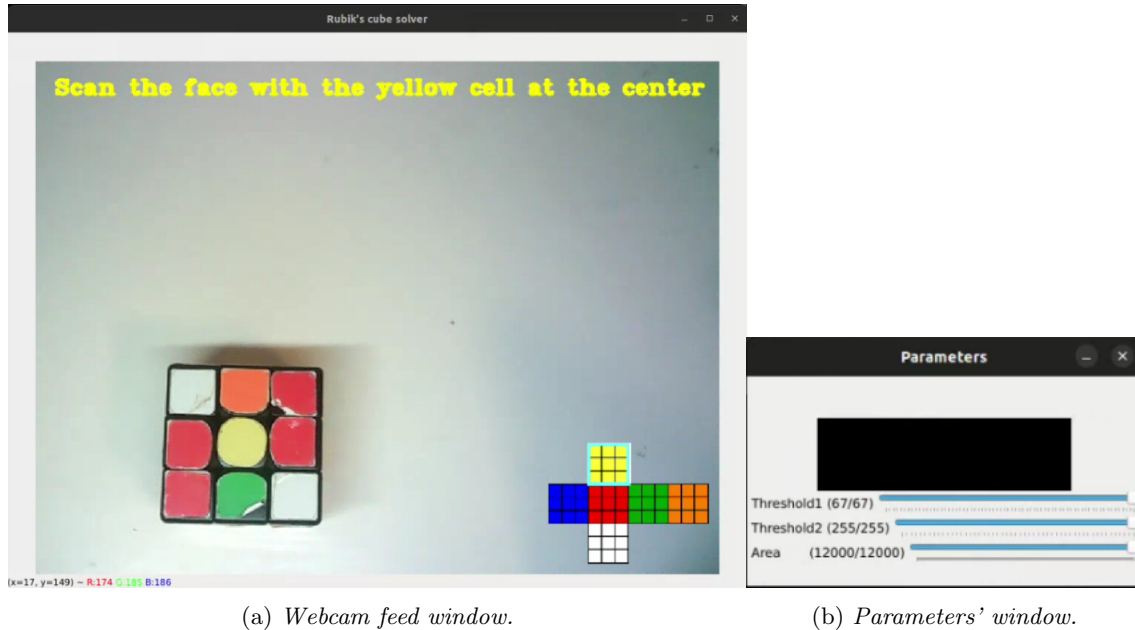 Rubik's cube solver
Scan the face with the yellow cell at the center
(x=17, y=149) ~ R:174 G:185 B:186
Parameters
Threshold1 (67/67)
Threshold2 (255/255)
Area (12000/12000)
(a) Webcam feed window.
(b) Parameters' window.